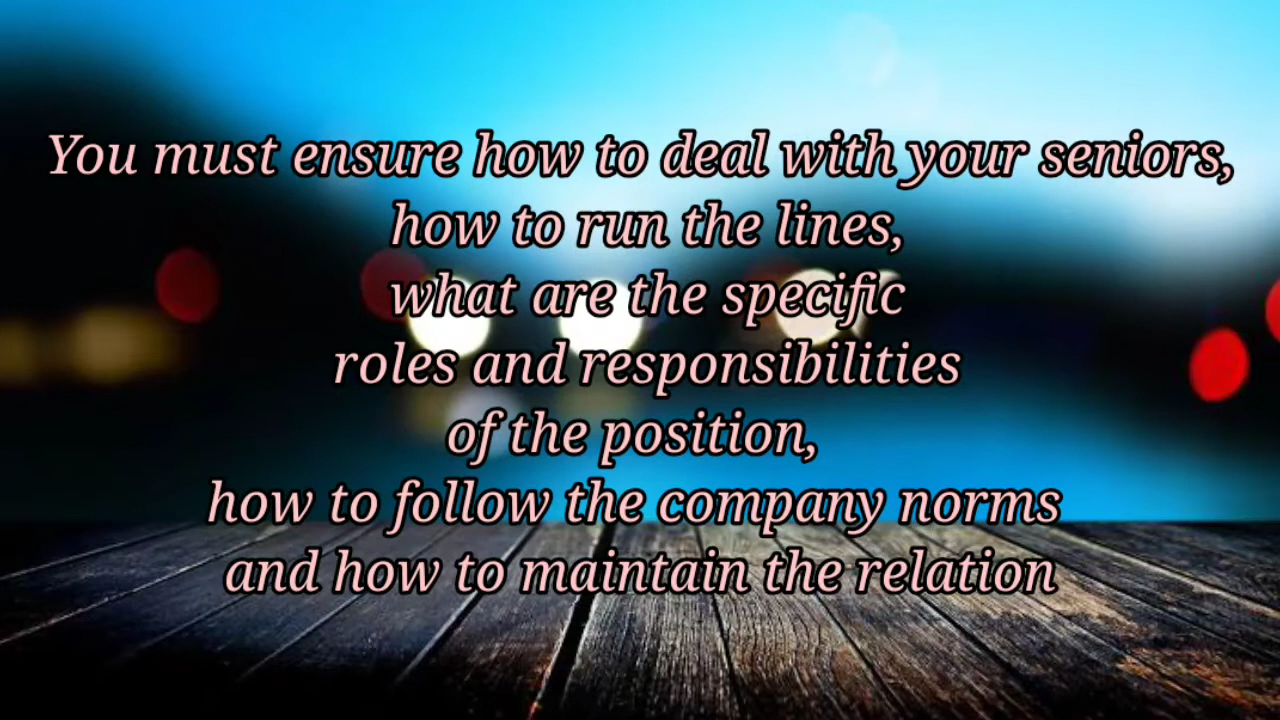 You must ensure how to deal with your seniors,
how to run the lines,
what are the specific
roles and responsibilities
of the position,
how to follow the company norms
and how to maintain the relation